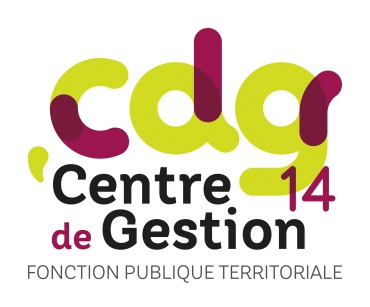 cdg
Centre 14
de Gestion
FONCTION PUBLIQUE TERRITORIALE